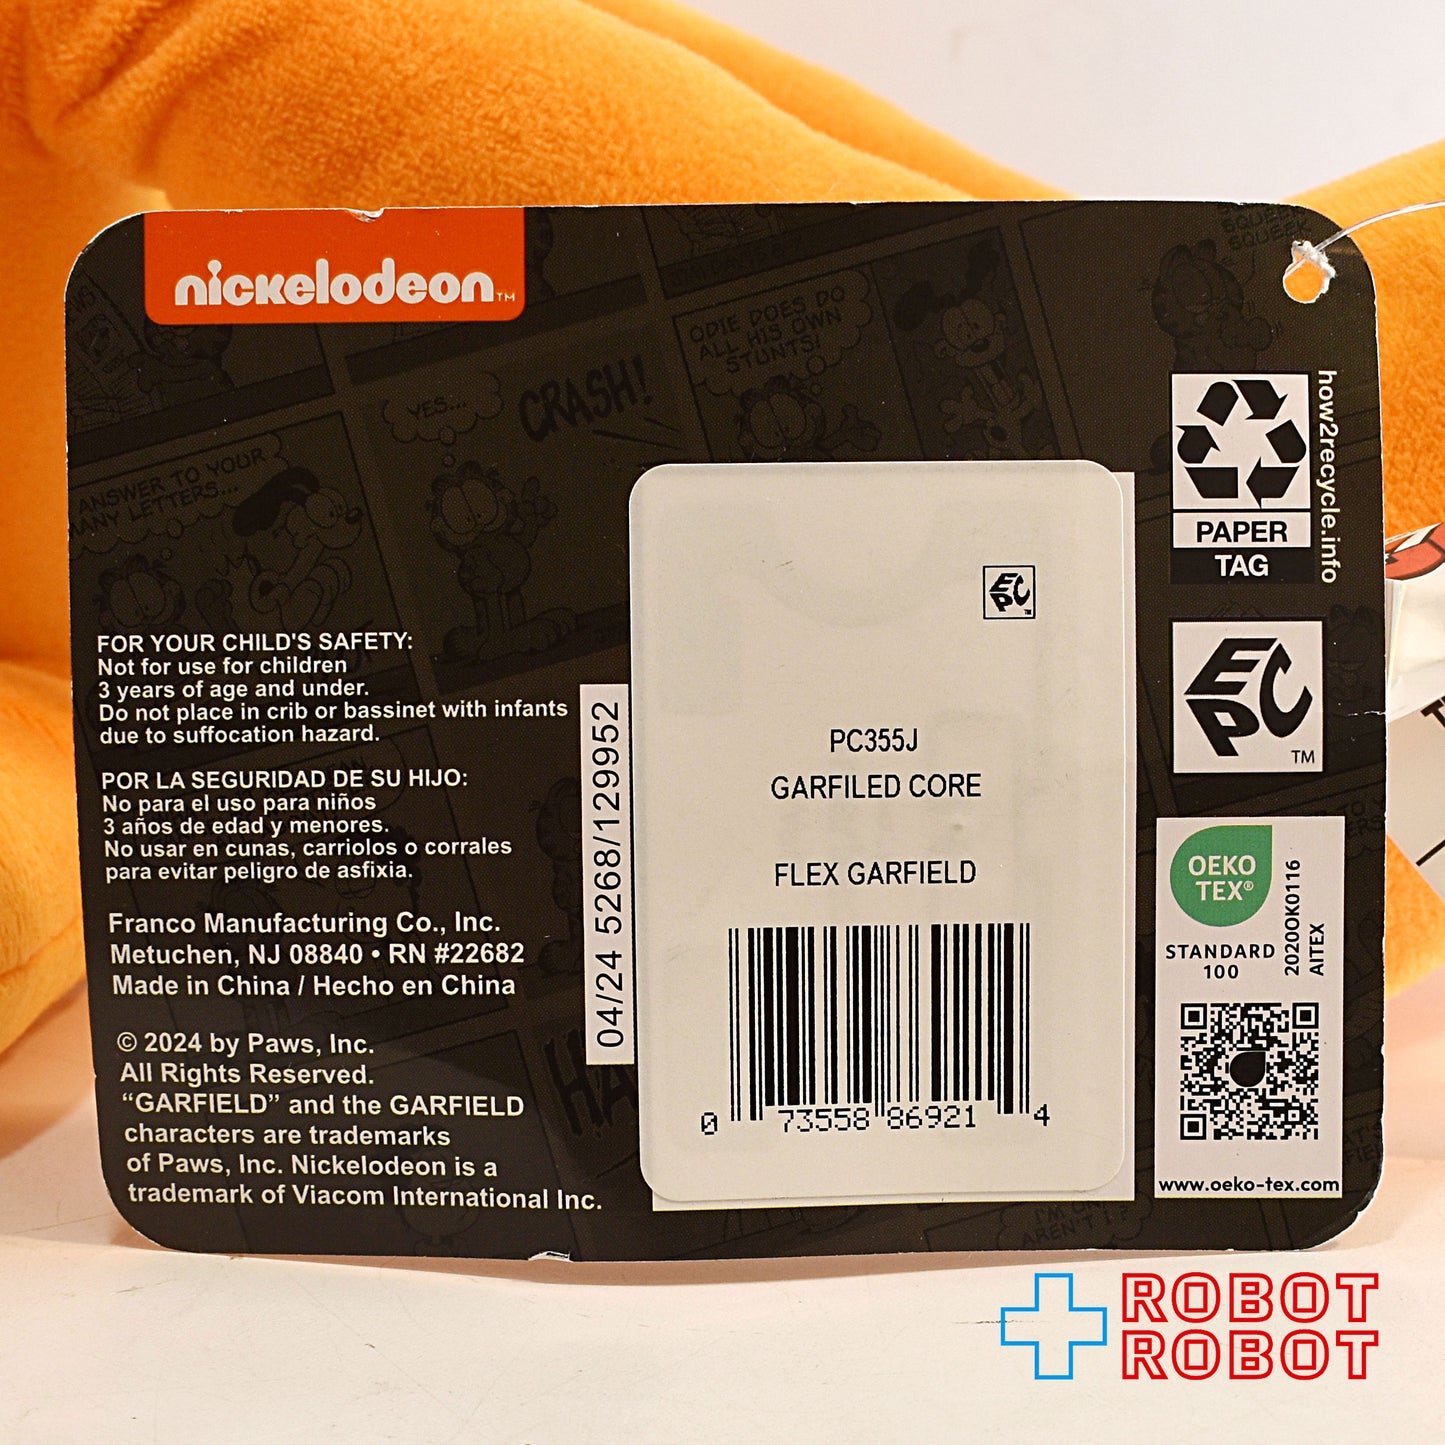 nickelodeon™
SQUEEK
SQUEEK
ODIE DOES DO
ALL HIS OWN
STUNTS!
YES...
CRASH!
ANSWER TO YOUR
MANY LETTERS...
how2recycle.info
PAPER
TAG
EPC
™
FOR YOUR CHILD'S SAFETY:
Not for use for children
3 years of age and under.
Do not place in crib or bassinet with infants
due to suffocation hazard.
POR LA SEGURIDAD DE SU HIJO:
No para el uso para niños
3 años de edad y menores.
No usar en cunas, carriolos o corrales
para evitar peligro de asfixia.
Franco Manufacturing Co., Inc.
Metuchen, NJ 08840 • RN #22682
Made in China / Hecho en China
© 2024 by Paws, Inc.
All Rights Reserved.
“GARFIELD” and the GARFIELD
characters are trademarks
of Paws, Inc. Nickelodeon is a
trademark of Viacom International Inc.
04/24 5268/129952
EPC
™
PC355J
GARFILED CORE
FLEX GARFIELD
0 73558 86921 4
OEKO
TEX®
STANDARD
100
2020OK0116
AITEX
www.oeko-tex.com
I'M
AREN'T I?
ROBOT
ROBOT